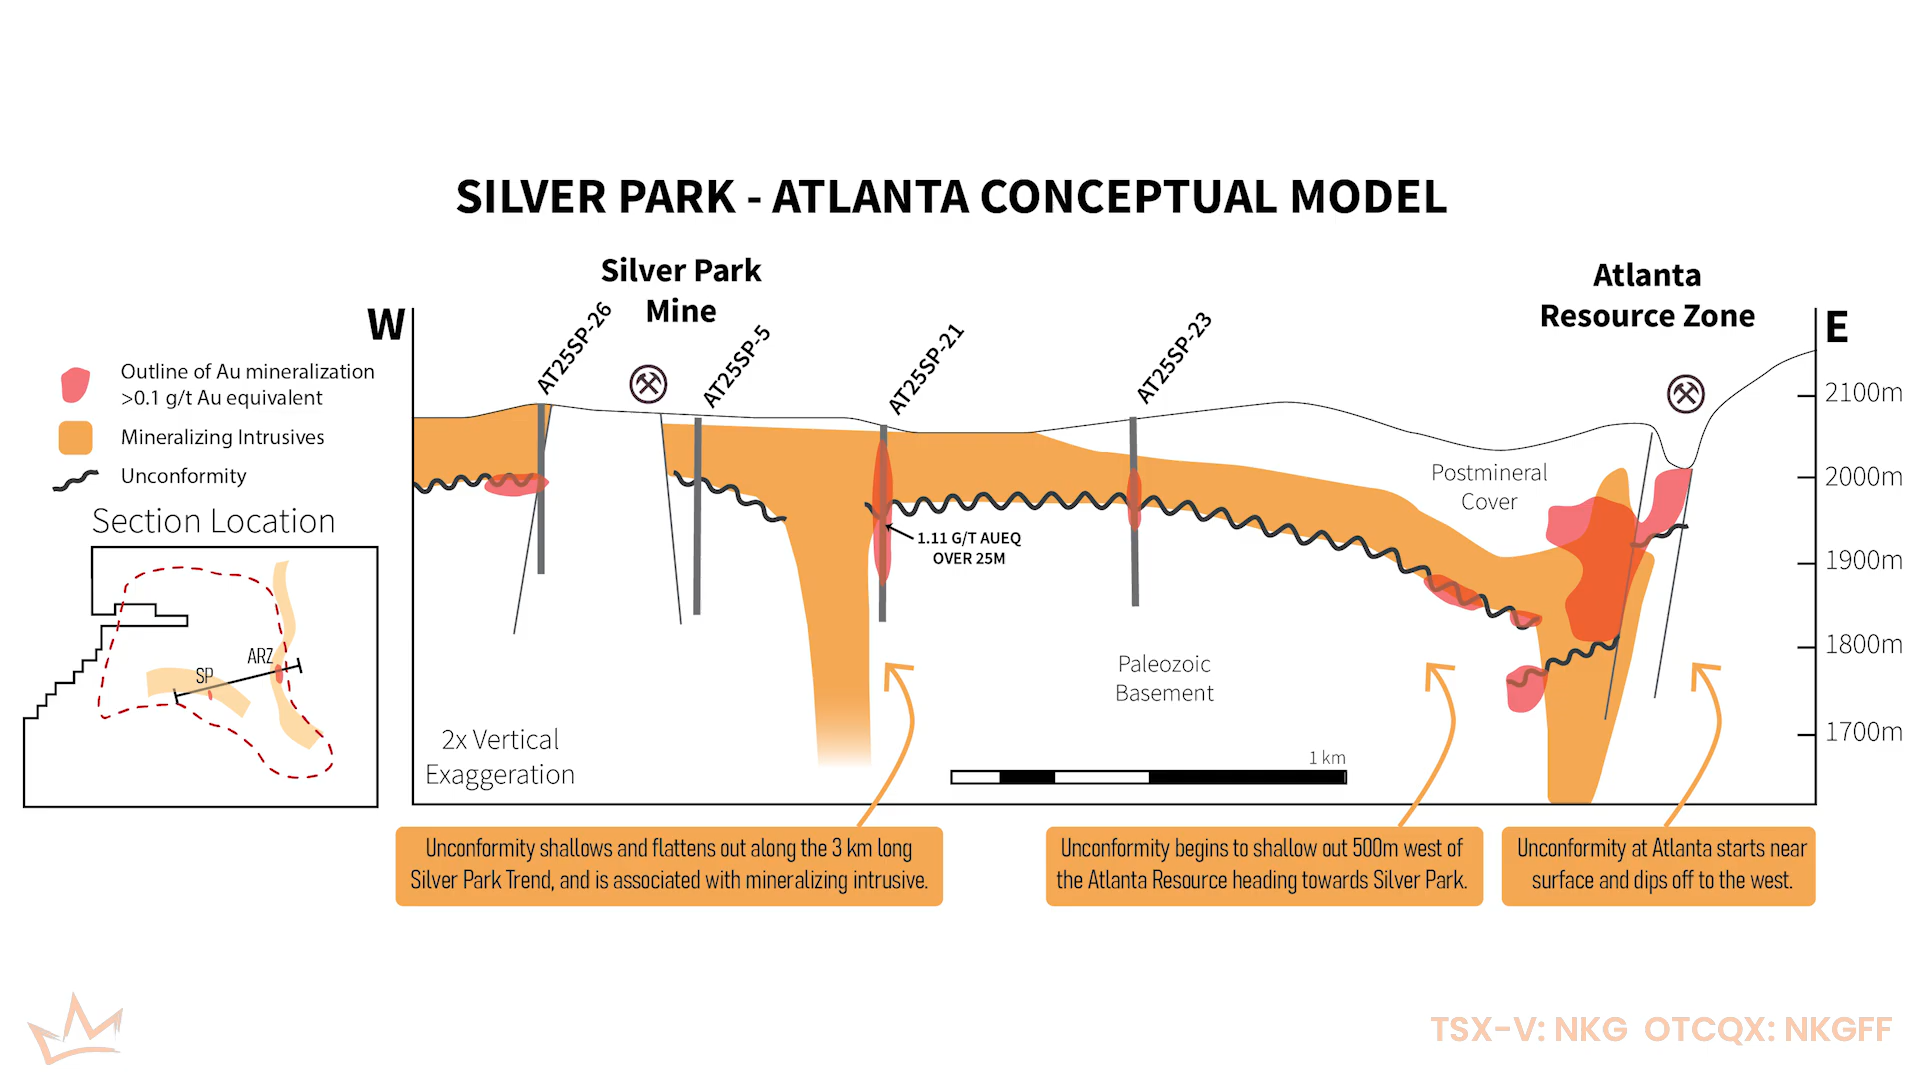 SILVER PARK - ATLANTA CONCEPTUAL MODEL
Silver Park
Mine
Atlanta
Resource Zone
W
E
AT25SP-26
AT25SP-5
AT25SP-21
AT25SP-23
Outline of Au mineralization
>0.1 g/t Au equivalent
Mineralizing Intrusives
Unconformity
Section Location
ARZ
SP
2100m
2000m
1900m
1800m
1700m
Postmineral
Cover
1.11 G/T AUEQ
OVER 25M
Paleozoic
Basement
2x Vertical
Exaggeration
1 km
Unconformity shallows and flattens out along the 3 km long
Silver Park Trend, and is associated with mineralizing intrusive.
Unconformity begins to shallow out 500m west of
the Atlanta Resource heading towards Silver Park.
Unconformity at Atlanta starts near
surface and dips off to the west.
TSX-V: NKG OTCQX: NKGFF